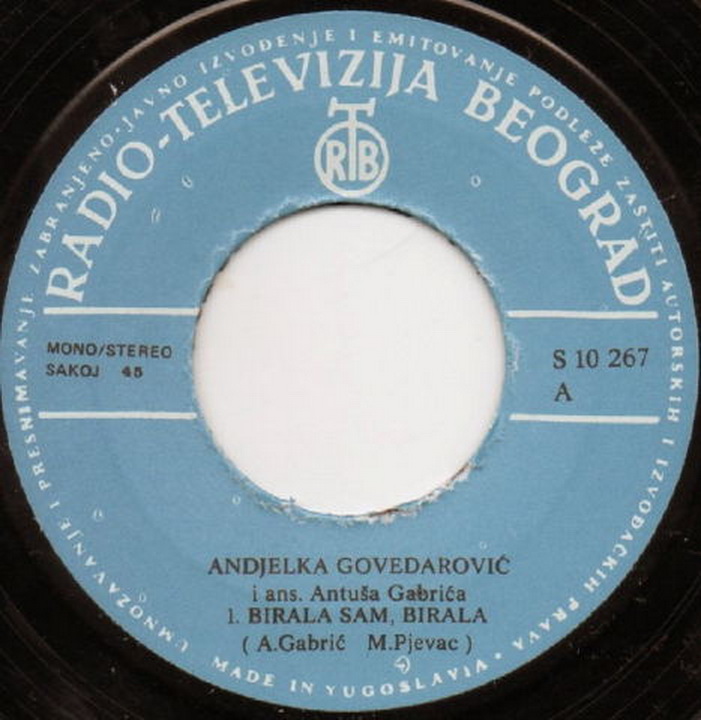 UMNOŽAVANJE I PRESNIMAVANJE ZABRANJENO·JAVNO IZVOĐENJE I EMITOVANJE PODLEŽE ZAŠTITI AUTORSKIH I IZVOĐAČKIH PRAVA
RADIO-TELEVIZIJA BEOGRAD
RTB
MONO/STEREO
SAKOJ 45
S 10 267
A
ANDJELKA GOVEDAROVIĆ
i ans. Antuša Gabrića
1. BIRALA SAM, BIRALA
( A.Gabrić M.Pjevac )
MADE IN YUGOSLAVIA